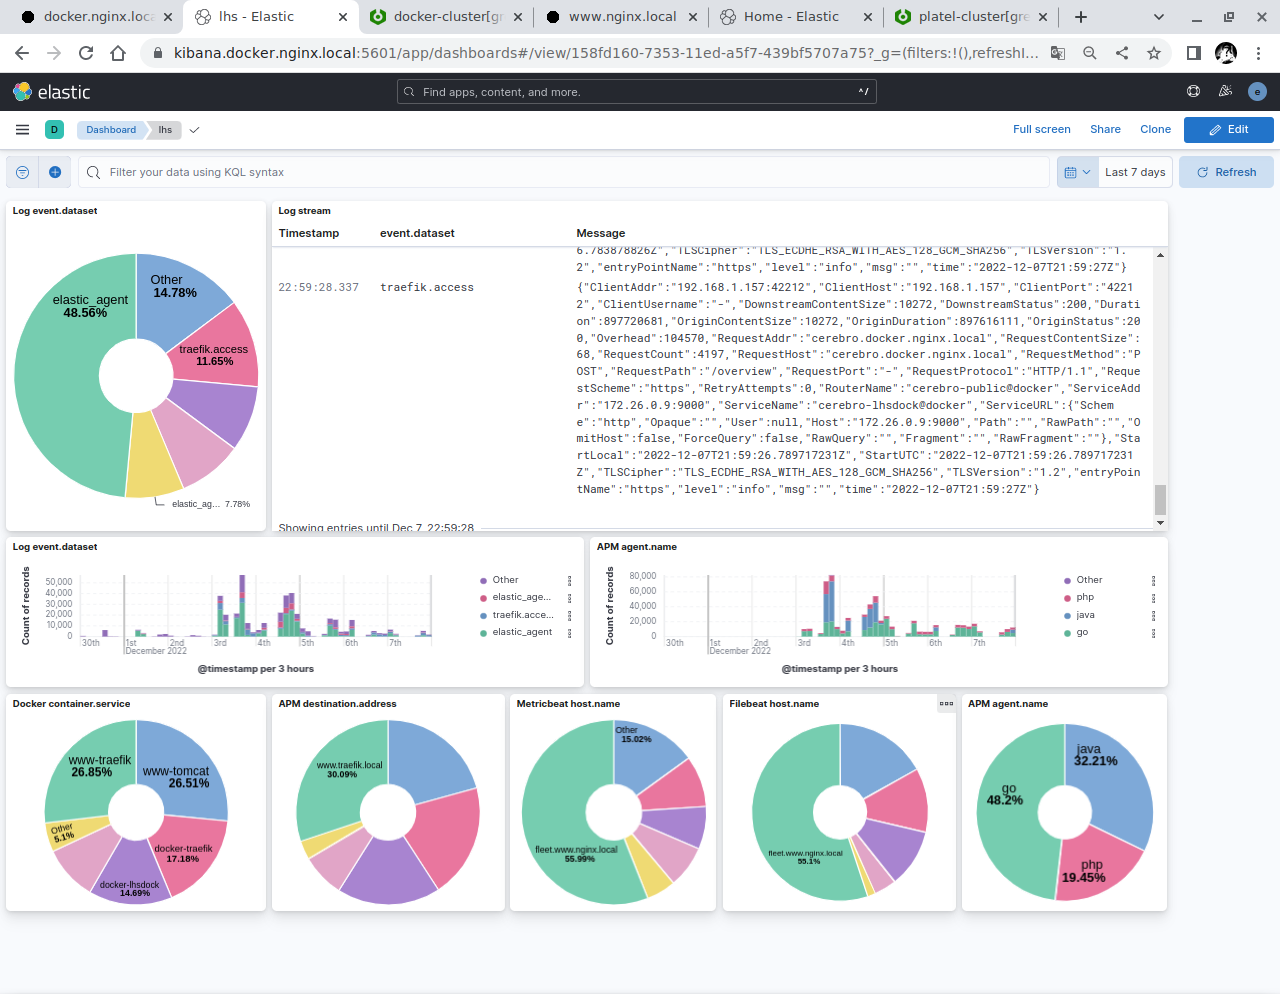 docker.nginx.loca
lhs - Elastic
docker-cluster[gr
www.nginx.local
Home - Elastic
platel-cluster[gre
kibana.docker.nginx.local:5601/app/dashboards#/view/158fd160-7353-11ed-a5f7-439bf5707a75?_g=(filters:!(),refreshI...
elastic
Find apps, content, and more.
^/
e
D
Dashboard
lhs
Full screen
Share
Clone
Edit
Filter your data using KQL syntax
Last 7 days
Refresh
Log event.dataset
elastic_agent
48.56%
Other
14.78%
traefik.access
11.65%
elastic_ag... 7.78%
Log stream
Timestamp event.dataset Message
6.783878826Z","TLSCipher":"TLS_ECDHE_RSA_WITH_AES_128_GCM_SHA256","TLSVersion":"1.
2","entryPointName":"https","level":"info","msg":"","time":"2022-12-07T21:59:27Z"}
22:59:28.337 traefik.access {"ClientAddr":"192.168.1.157:42212","ClientHost":"192.168.1.157","ClientPort":"4221
2","ClientUsername":"-","DownstreamContentSize":10272,"DownstreamStatus":200,"Durati
on":897720681,"OriginContentSize":10272,"OriginDuration":897616111,"OriginStatus":20
0,"Overhead":104570,"RequestAddr":"cerebro.docker.nginx.local","RequestContentSize":
68,"RequestCount":4197,"RequestHost":"cerebro.docker.nginx.local","RequestMethod":"P
OST","RequestPath":"/overview","RequestPort":"-","RequestProtocol":"HTTP/1.1","Reque
stScheme":"https","RetryAttempts":0,"RouterName":"cerebro-public@docker","ServiceAdd
r":"172.26.0.9:9000","ServiceName":"cerebro-lhsdock@docker","ServiceURL":{"Schem
e":"http","Opaque":"","User":null,"Host":"172.26.0.9:9000","Path":"","RawPath":"","O
mitHost":false,"ForceQuery":false,"RawQuery":"","Fragment":"","RawFragment":""},"Sta
rtLocal":"2022-12-07T21:59:26.789717231Z","StartUTC":"2022-12-07T21:59:26.789717231
Z","TLSCipher":"TLS_ECDHE_RSA_WITH_AES_128_GCM_SHA256","TLSVersion":"1.2","entryPoin
tName":"https","level":"info","msg":"","time":"2022-12-07T21:59:27Z"}
Showing entries until Dec 7, 22:59:28
Log event.dataset
Count of records
50,000
40,000
30,000
20,000
10,000
0
30th 1st 2nd 3rd 4th 5th 6th 7th
December 2022
@timestamp per 3 hours
Other
elastic_age...
traefik.acce...
elastic_agent
APM agent.name
Count of records
80,000
60,000
40,000
20,000
0
30th 1st 2nd 3rd 4th 5th 6th 7th
December 2022
@timestamp per 3 hours
Other
php
java
go
Docker container.service
www-traefik
26.85%
www-tomcat
26.51%
Other
5.1%
docker-traefik
17.18%
docker-lhsdock
14.69%
APM destination.address
www.traefik.local
30.09%
Metricbeat host.name
Other
15.02%
fleet.www.nginx.local
55.99%
Filebeat host.name
fleet.www.nginx.local
55.1%
APM agent.name
java
32.21%
go
48.2%
php
19.45%